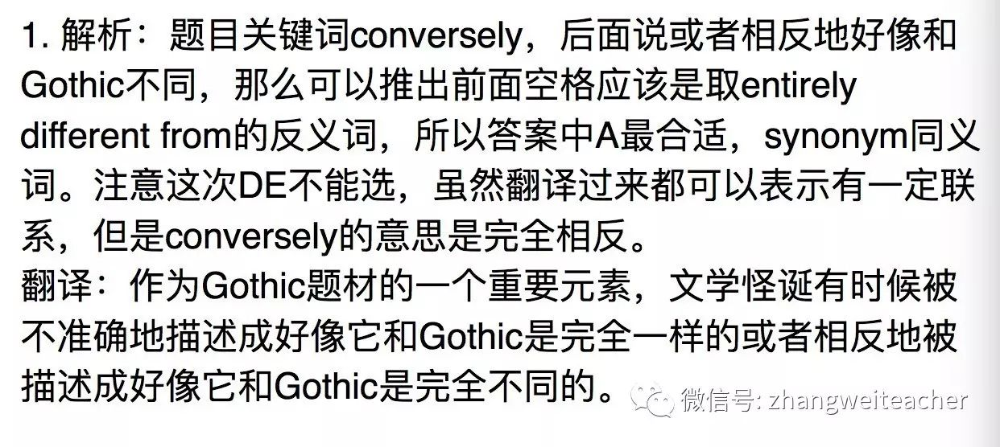 1. 解析：题目关键词conversely，后面说或者相反地好像和
Gothic不同，那么可以推出前面空格应该是取entirely
different from的反义词，所以答案中A最合适，synonym同义
词。注意这次DE不能选，虽然翻译过来都可以表示有一定联
系，但是conversely的意思是完全相反。
翻译：作为Gothic题材的一个重要元素，文学怪诞有时候被
不准确地描述成好像它和Gothic是完全一样的或者相反地被
描述成好像它和Gothic是完全不同的。
微信号: zhangweiteacher